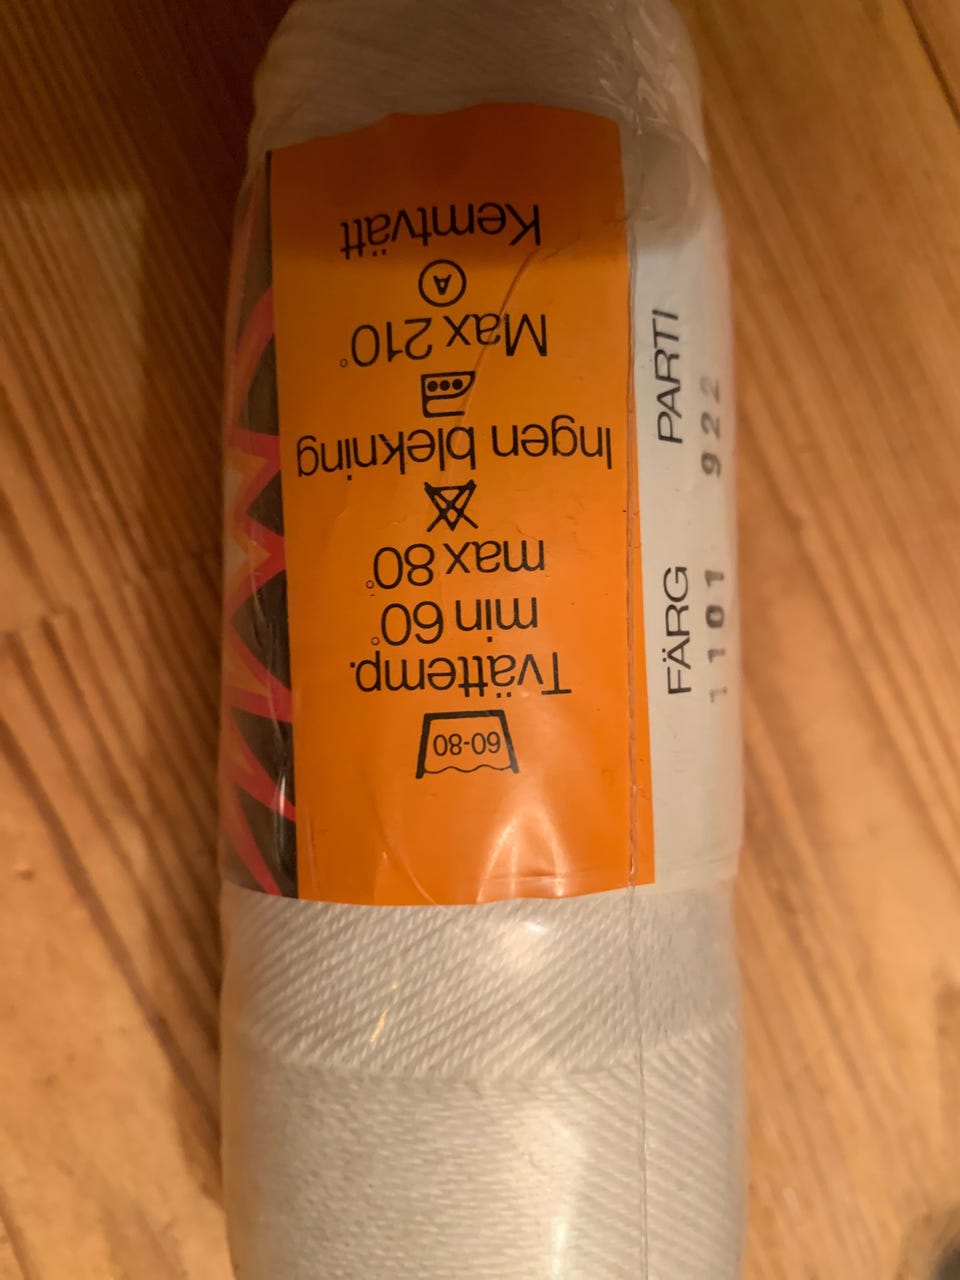 60-80
Tvättemp.
min 60°
max 80°
Ingen blekning
Max 210°
A
Kemtvätt
FÄRG PARTI
1101 922